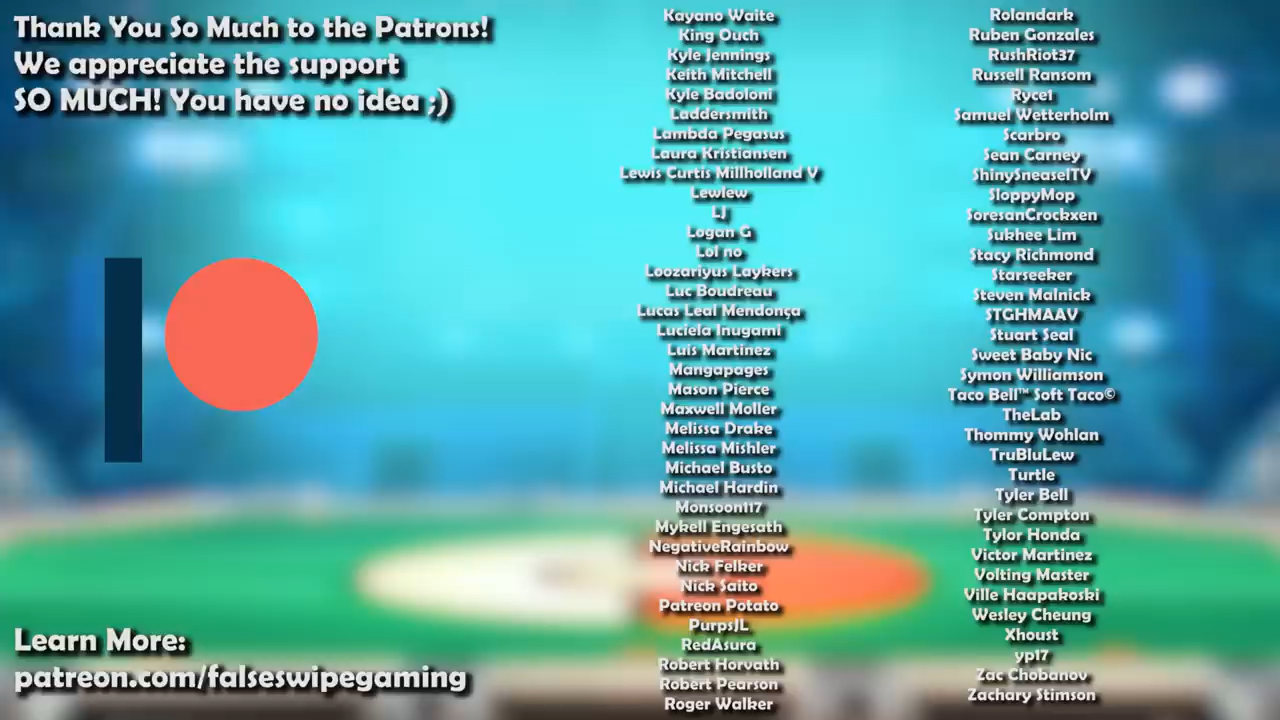 Thank You So Much to the Patrons!
We appreciate the support
SO MUCH! You have no idea ;)
Kayano Waite
King Ouch
Kyle Jennings
Keith Mitchell
Kyle Badoloni
Laddersmith
Lambda Pegasus
Laura Kristiansen
Lewis Curtis Millholland V
Lewlew
LJ
Logan G
Lol no
Loozariyus Laykers
Luc Boudreau
Lucas Leal Mendonça
Luciela Inugami
Luis Martinez
Mangapages
Mason Pierce
Maxwell Moller
Melissa Drake
Melissa Mishler
Michael Busto
Michael Hardin
Monsoon117
Mykell Engesath
NegativeRainbow
Nick Felker
Nick Saito
Patreon Potato
PurpsJL
RedAsura
Robert Horvath
Robert Pearson
Roger Walker
Rolandark
Ruben Gonzales
RushRiot37
Russell Ransom
Ryce1
Samuel Wetterholm
Scarbro
Sean Carney
ShinySneaselTV
SloppyMop
SoresanCrockxen
Sukhee Lim
Stacy Richmond
Starseeker
Steven Malnick
STGHMAAV
Stuart Seal
Sweet Baby Nic
Symon Williamson
Taco Bell™ Soft Taco©
TheLab
Thommy Wohlan
TruBluLew
Turtle
Tyler Bell
Tyler Compton
Tylor Honda
Victor Martinez
Volting Master
Ville Haapakoski
Wesley Cheung
Xhoust
yp17
Zac Chobanov
Zachary Stimson
Learn More:
patreon.com/falseswipegaming